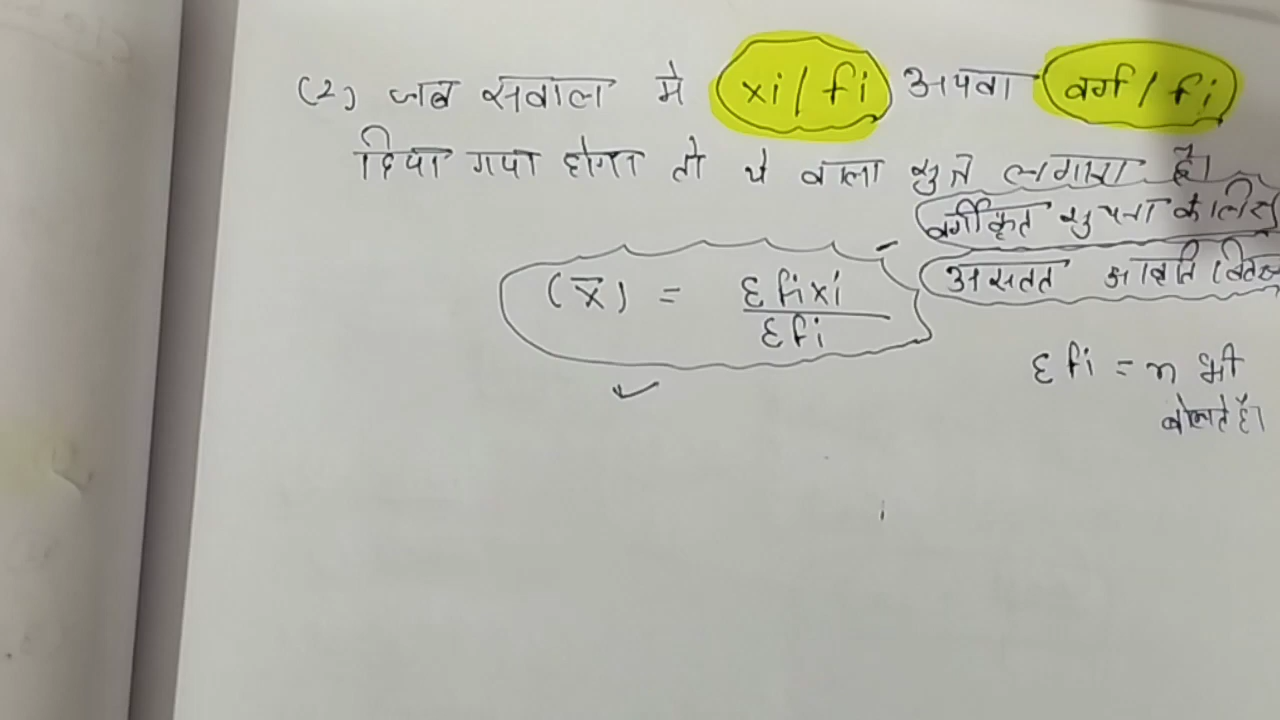 (2) जब सवाल मे xi / fi अथवा वर्ग / fi
दिया गया होगा तो ये वाला सुत्र लगाना है।
वर्गीकृत सुचना के लिए
असतत आवृति वितरण
(x̄) = Σfixi / Σfi
Σfi = n भी
बोलते है।